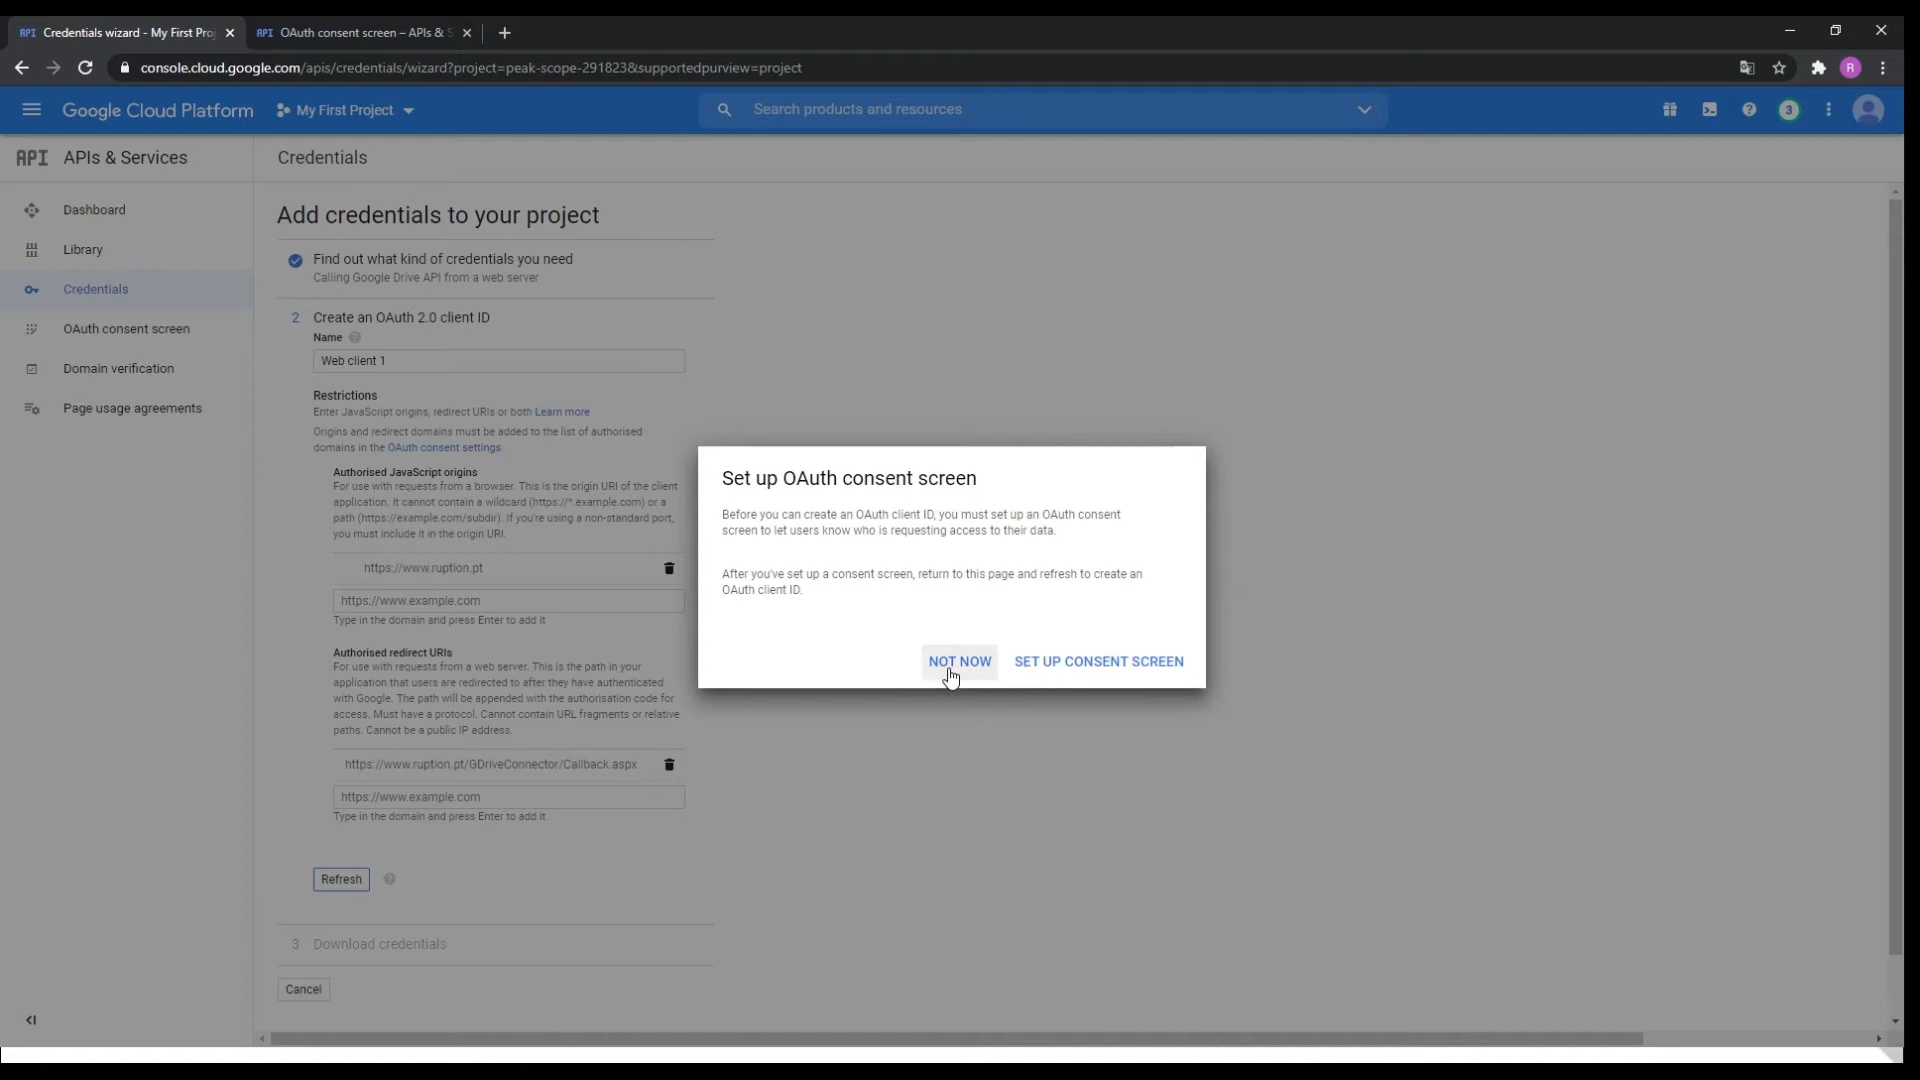 API Credentials wizard - My First Proj
API OAuth consent screen – APIs & S
console.cloud.google.com/apis/credentials/wizard?project=peak-scope-291823&supportedpurview=project
R
Google Cloud Platform
My First Project
Search products and resources
3
API APIs & Services
Credentials
Dashboard
Library
Credentials
OAuth consent screen
Domain verification
Page usage agreements
Add credentials to your project
Find out what kind of credentials you need
Calling Google Drive API from a web server
2 Create an OAuth 2.0 client ID
Name
Web client 1
Restrictions
Enter JavaScript origins, redirect URIs or both Learn more
Origins and redirect domains must be added to the list of authorised
domains in the OAuth consent settings.
Authorised JavaScript origins
For use with requests from a browser. This is the origin URI of the client
application. It cannot contain a wildcard (https://*.example.com) or a
path (https://example.com/subdir). If you're using a non-standard port,
you must include it in the origin URI.
https://www.ruption.pt
https://www.example.com
Type in the domain and press Enter to add it
Authorised redirect URIs
For use with requests from a web server. This is the path in your
application that users are redirected to after they have authenticated
with Google. The path will be appended with the authorisation code for
access. Must have a protocol. Cannot contain URL fragments or relative
paths. Cannot be a public IP address.
https://www.ruption.pt/GDriveConnector/Callback.aspx
https://www.example.com
Type in the domain and press Enter to add it
Refresh
3 Download credentials
Cancel
Set up OAuth consent screen
Before you can create an OAuth client ID, you must set up an OAuth consent
screen to let users know who is requesting access to their data.
After you've set up a consent screen, return to this page and refresh to create an
OAuth client ID.
NOT NOW
SET UP CONSENT SCREEN